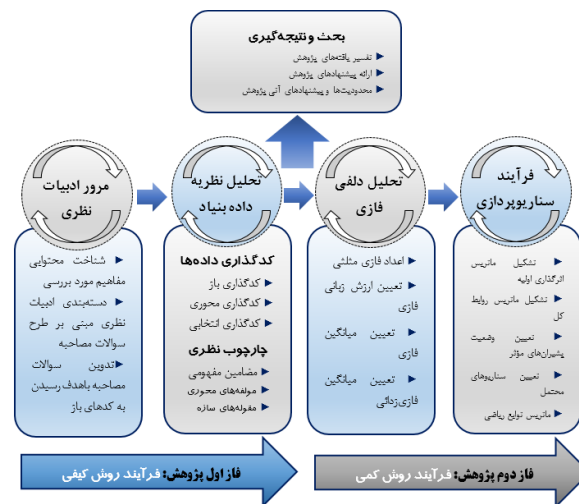 بحث و نتیجه‌گیری
تفسیر یافته‌های پژوهش
ارائه پیشنهادهای پژوهش
محدودیت‌ها و پیشنهادهای آتی پژوهش
مرور ادبیات
نظری
تحلیل نظریه
داده بنیاد
تحلیل دلفی
فازی
فرآیند
سناریوپردازی
شناخت محتوایی
مفاهیم مورد بررسی
دسته‌بندی ادبیات
نظری مبنی بر طرح
سوالات مصاحبه
تدوین سوالات
مصاحبه باهدف رسیدن
به کدهای باز
کدگذاری داده‌ها
کدگذاری باز
کدگذاری محوری
کدگذاری انتخابی
چارچوب نظری
مضامین مفهومی
مولفه‌های محوری
مقوله‌های سازه
اعداد فازی مثلثی
تعیین ارزش زبانی
فازی
تعیین میانگین
فازی
تعیین میانگین
فازی‌زدائی
تشکیل ماتریس
اثرگذاری اولیه
تشکیل ماتریس روابط
کل
تعیین وضعیت
پشیران‌های مؤثر
تعیین سناریوهای
محتمل
ماتریس توابع ریاضی
فاز اول پژوهش: فرآیند روش کیفی
فاز دوم پژوهش: فرآیند روش کمی